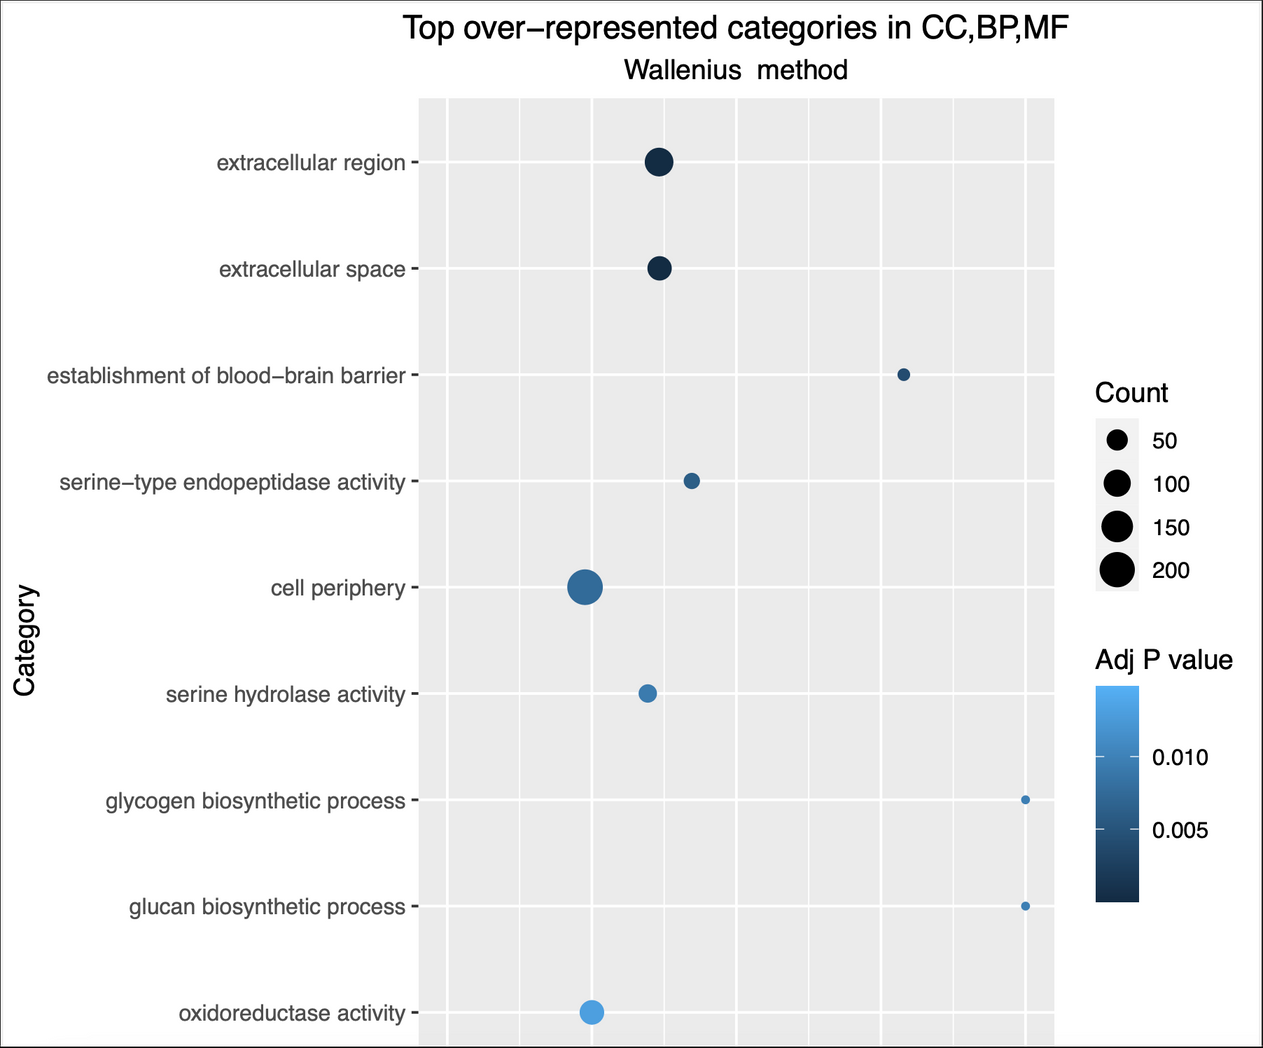 Top over−represented categories in CC,BP,MF
Wallenius  method
Category
extracellular region
extracellular space
establishment of blood−brain barrier
serine−type endopeptidase activity
cell periphery
serine hydrolase activity
glycogen biosynthetic process
glucan biosynthetic process
oxidoreductase activity
Count
50
100
150
200
Adj P value
0.010
0.005